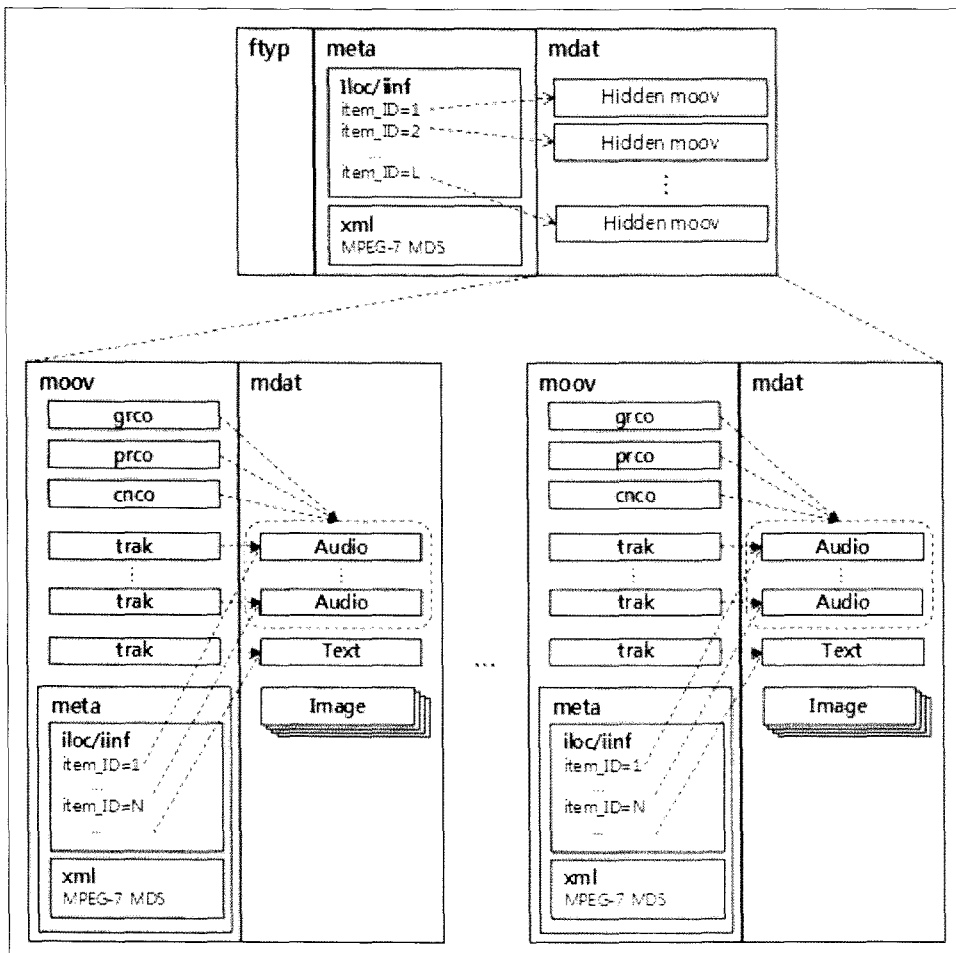 ftyp
meta
mdat
iloc/iinf
item_ID=1
item_ID=2
...
item_ID=L
xml
MPEG-7 MDS
Hidden moov
Hidden moov
⋮
Hidden moov
moov
mdat
grco
prco
cnco
trak
Audio
⋮
⋮
trak
Audio
trak
Text
meta
Image
iloc/iinf
item_ID=1
...
item_ID=N
...
xml
MPEG-7 MDS
...
moov
mdat
grco
prco
cnco
trak
Audio
⋮
⋮
trak
Audio
trak
Text
meta
Image
iloc/iinf
item_ID=1
...
item_ID=N
...
xml
MPEG-7 MDS